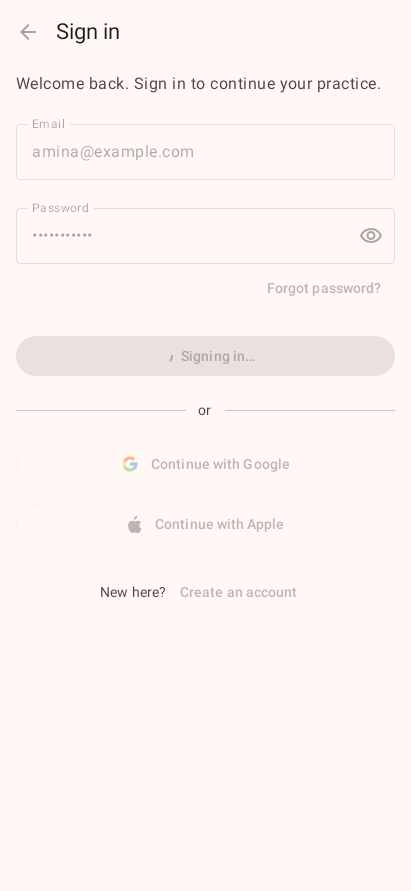 Sign in
Welcome back. Sign in to continue your practice.
Email
amina@example.com
Password
•••••••••••
Forgot password?
Signing in…
or
Continue with Google
Continue with Apple
New here? Create an account